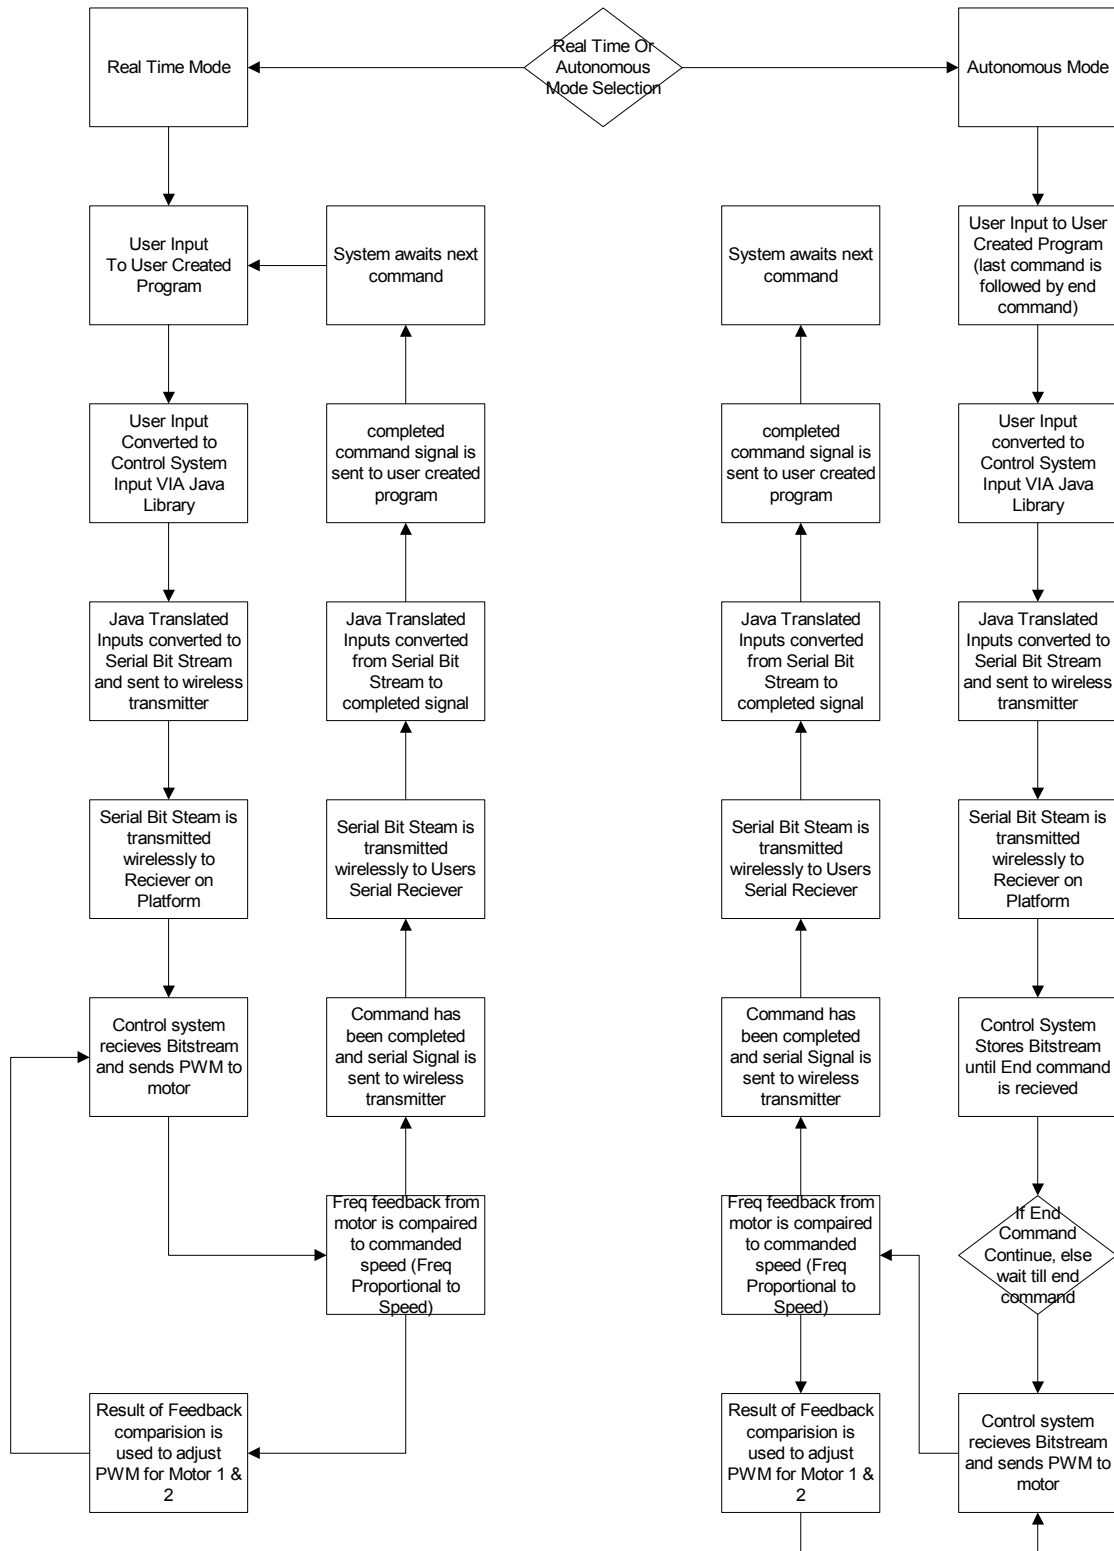 Real Time Mode
Real Time Or
Autonomous
Mode Selection
Autonomous Mode
User Input
To User Created
Program
System awaits next
command
System awaits next
command
User Input to User
Created Program
(last command is
followed by end
command)
User Input
Converted to
Control System
Input VIA Java
Library
completed
command signal is
sent to user created
program
completed
command signal is
sent to user created
program
User Input
converted to
Control System
Input VIA Java
Library
Java Translated
Inputs converted to
Serial Bit Stream
and sent to wireless
transmitter
Java Translated
Inputs converted
from Serial Bit
Stream to
completed signal
Java Translated
Inputs converted
from Serial Bit
Stream to
completed signal
Java Translated
Inputs converted to
Serial Bit Stream
and sent to wireless
transmitter
Serial Bit Steam is
transmitted
wirelessly to
Reciever on
Platform
Serial Bit Steam is
transmitted
wirelessly to Users
Serial Reciever
Serial Bit Steam is
transmitted
wirelessly to Users
Serial Reciever
Serial Bit Steam is
transmitted
wirelessly to
Reciever on
Platform
Control system
recieves Bitstream
and sends PWM to
motor
Command has
been completed
and serial Signal is
sent to wireless
transmitter
Command has
been completed
and serial Signal is
sent to wireless
transmitter
Control System
Stores Bitstream
until End command
is recieved
Freq feedback from
motor is compaired
to commanded
speed (Freq
Proportional to
Speed)
Freq feedback from
motor is compaired
to commanded
speed (Freq
Proportional to
Speed)
If End
Command
Continue, else
wait till end
command
Result of Feedback
comparision is
used to adjust
PWM for Motor 1 &
2
Result of Feedback
comparision is
used to adjust
PWM for Motor 1 &
2
Control system
recieves Bitstream
and sends PWM to
motor